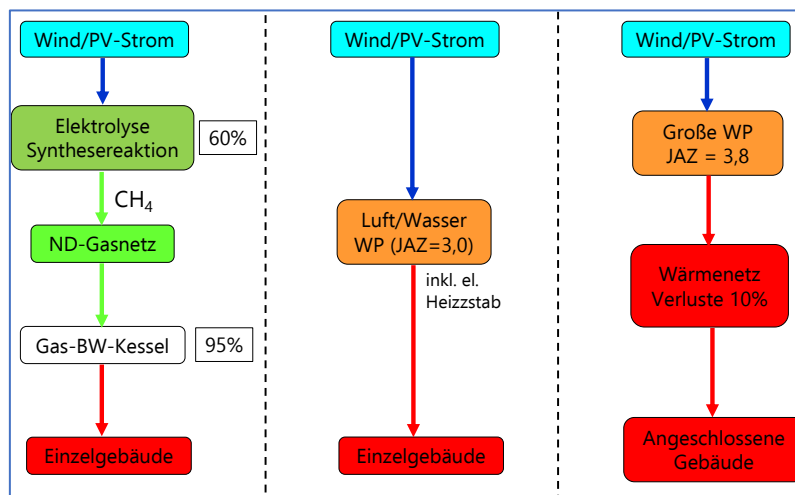 Wind/PV-Strom
Elektrolyse
Synthesereaktion
60%
CH₄
ND-Gasnetz
Gas-BW-Kessel
95%
Einzelgebäude
Wind/PV-Strom
Luft/Wasser
WP (JAZ=3,0)
inkl. el.
Heizzstab
Einzelgebäude
Wind/PV-Strom
Große WP
JAZ = 3,8
Wärmenetz
Verluste 10%
Angeschlossene
Gebäude